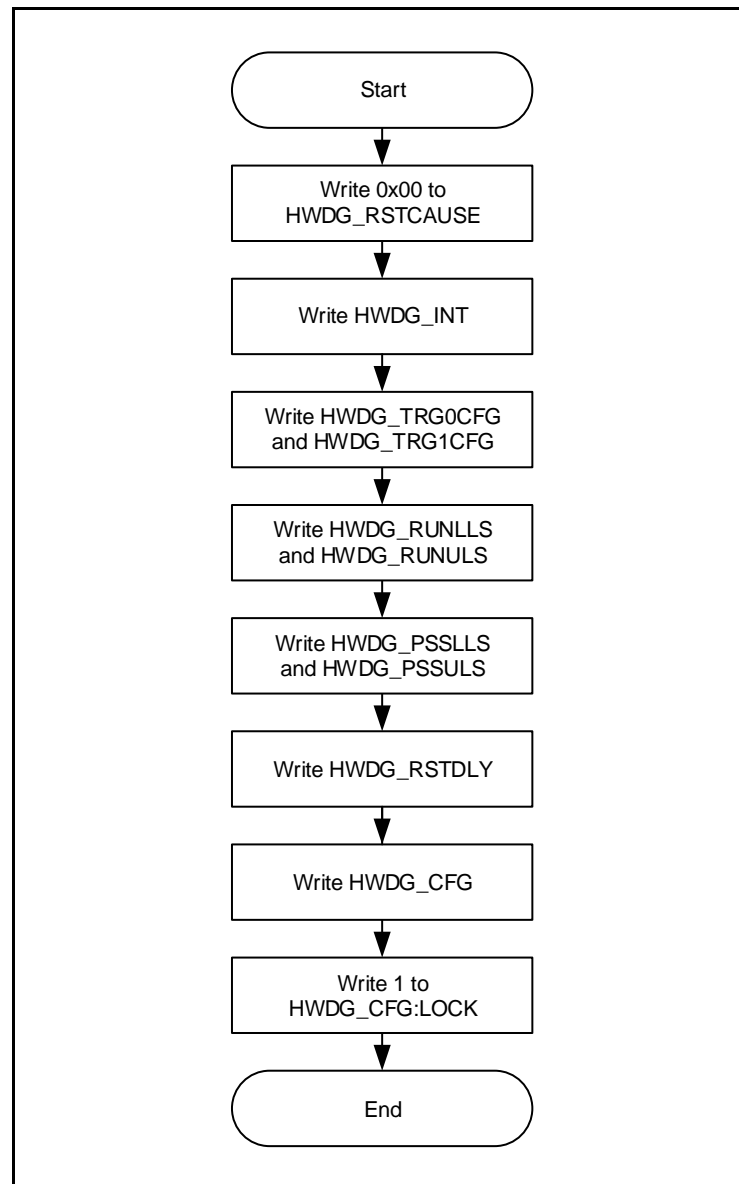 Start
Write 0x00 to
HWDG_RSTCAUSE
Write HWDG_INT
Write HWDG_TRG0CFG
and HWDG_TRG1CFG
Write HWDG_RUNLLS
and HWDG_RUNULS
Write HWDG_PSSLLS
and HWDG_PSSULS
Write HWDG_RSTDLY
Write HWDG_CFG
Write 1 to
HWDG_CFG:LOCK
End